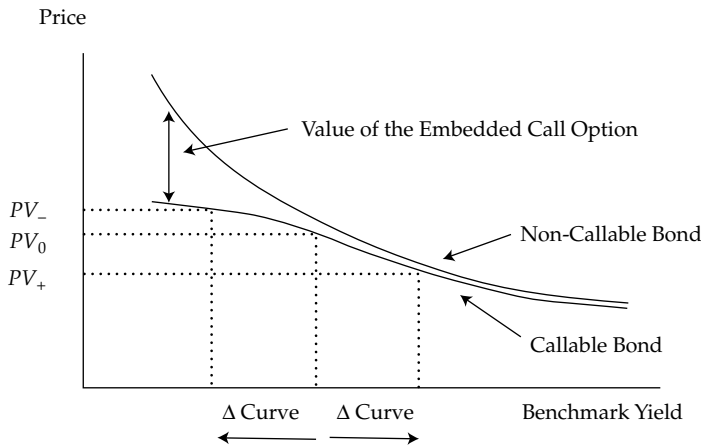 Price
Value of the Embedded Call Option
PV₋
PV₀
PV₊
Non-Callable Bond
Callable Bond
Δ Curve
Δ Curve
Benchmark Yield